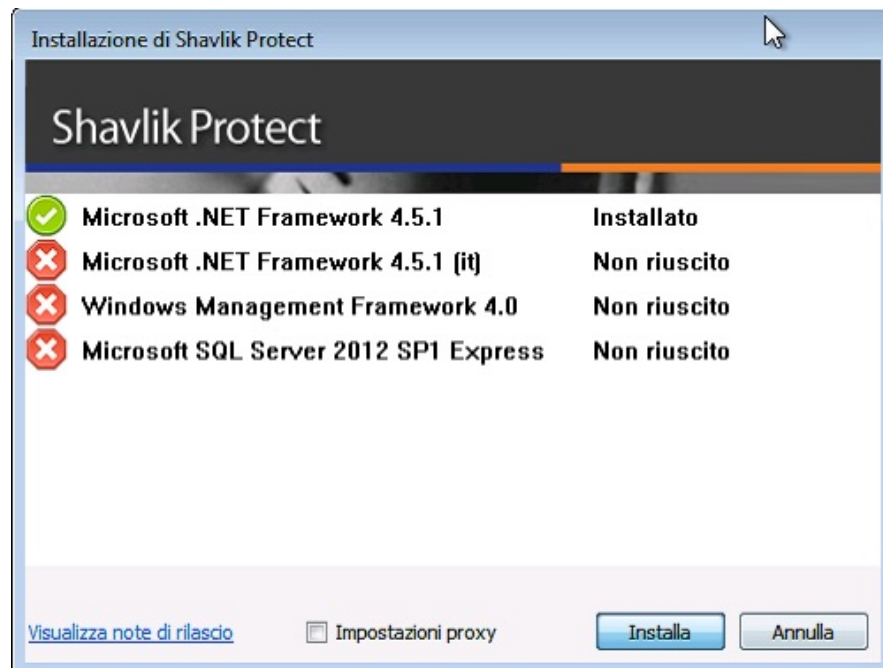 Installazione di Shavlik Protect
Shavlik Protect
Microsoft .NET Framework 4.5.1 Installato
Microsoft .NET Framework 4.5.1 (it) Non riuscito
Windows Management Framework 4.0 Non riuscito
Microsoft SQL Server 2012 SP1 Express Non riuscito
Visualizza note di rilascio Impostazioni proxy Installa Annulla